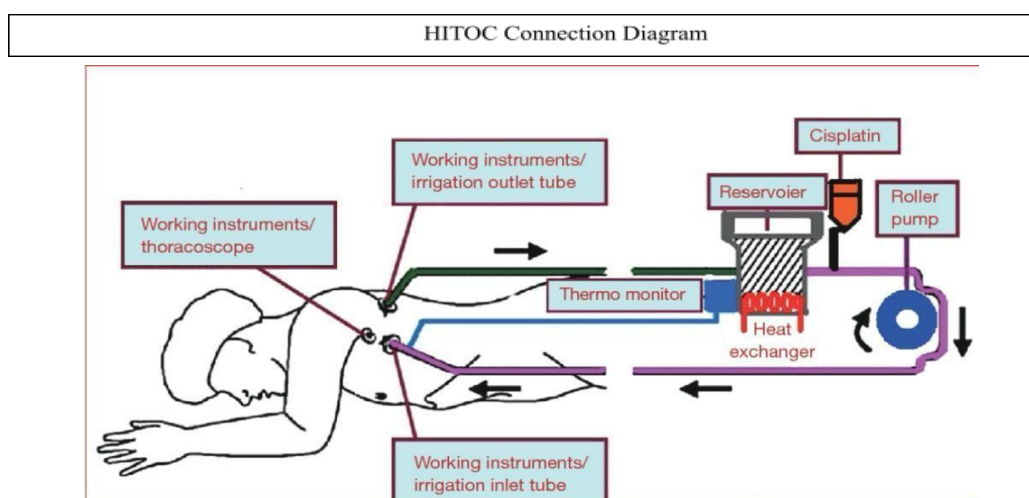 HITOC Connection Diagram
Cisplatin
Working instruments/
irrigation outlet tube
Reservoier
Roller
pump
Working instruments/
thoracoscope
Thermo monitor
Heat
exchanger
Working instruments/
irrigation inlet tube